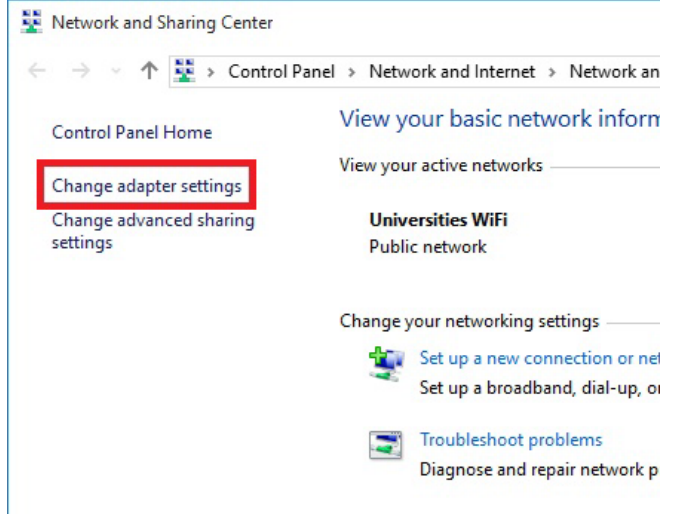 Network and Sharing Center
Control Panel > Network and Internet > Network an
Control Panel Home
Change adapter settings
Change advanced sharing
settings
View your basic network inform
View your active networks
Universities WiFi
Public network
Change your networking settings
Set up a new connection or net
Set up a broadband, dial-up, or
Troubleshoot problems
Diagnose and repair network p